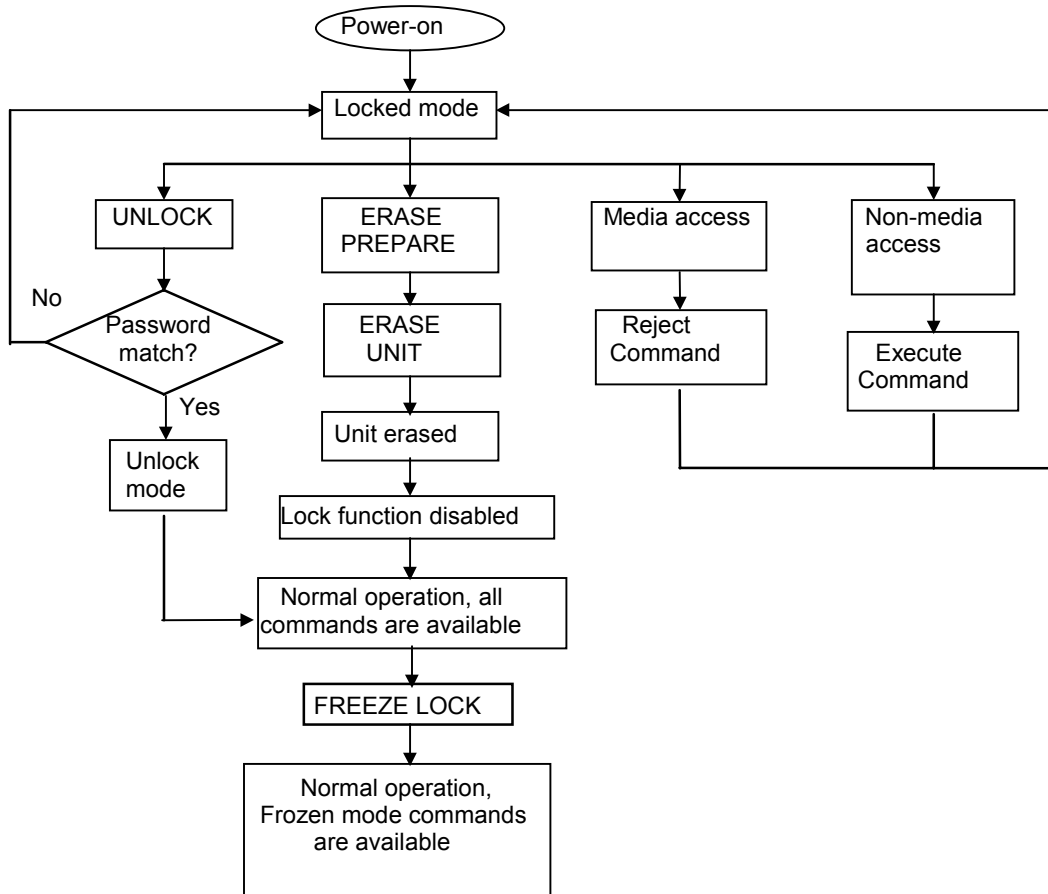 Power-on
Locked mode
UNLOCK
ERASE
PREPARE
Media access
Non-media
access
No
Password
match?
ERASE
UNIT
Reject
Command
Execute
Command
Yes
Unlock
mode
Unit erased
Lock function disabled
Normal operation, all
commands are available
FREEZE LOCK
Normal operation,
Frozen mode commands
are available